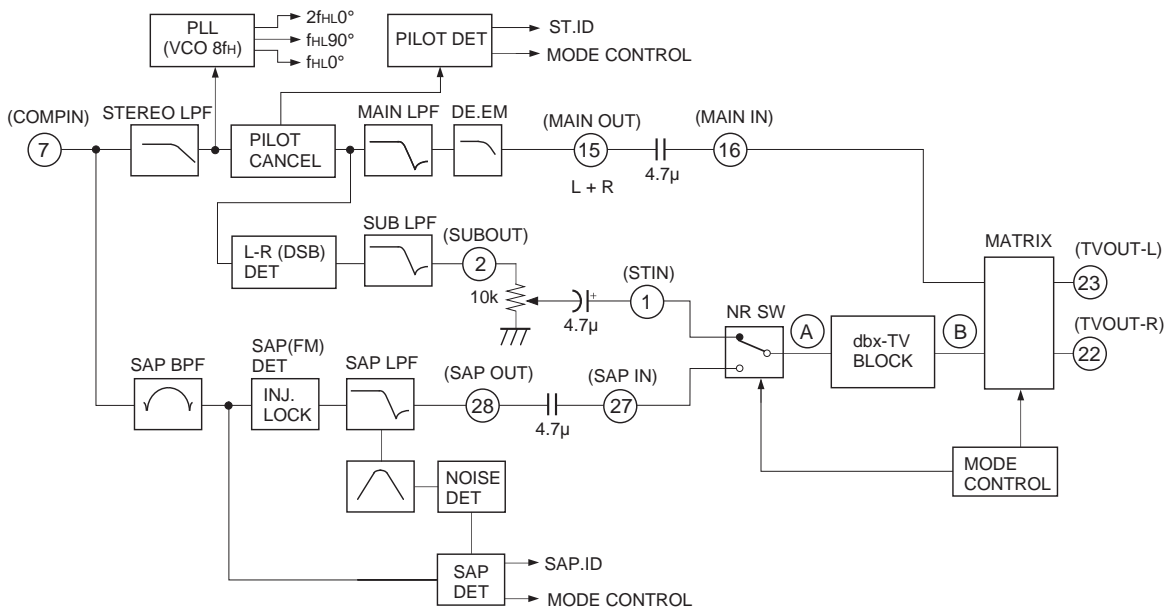 PLL
(VCO 8fH)
2fHL0°
fHL90°
fHL0°
PILOT DET
ST.ID
MODE CONTROL
(COMPIN)
7
STEREO LPF
PILOT
CANCEL
MAIN LPF
DE.EM
(MAIN OUT)
15
L + R
4.7µ
(MAIN IN)
16
L-R (DSB)
DET
SUB LPF
(SUBOUT)
2
10k
4.7µ
+
(STIN)
1
NR SW
A
dbx-TV
BLOCK
B
MATRIX
(TVOUT-L)
23
(TVOUT-R)
22
SAP BPF
SAP(FM)
DET
INJ.
LOCK
SAP LPF
(SAP OUT)
28
4.7µ
(SAP IN)
27
NOISE
DET
MODE
CONTROL
SAP
DET
SAP.ID
MODE CONTROL